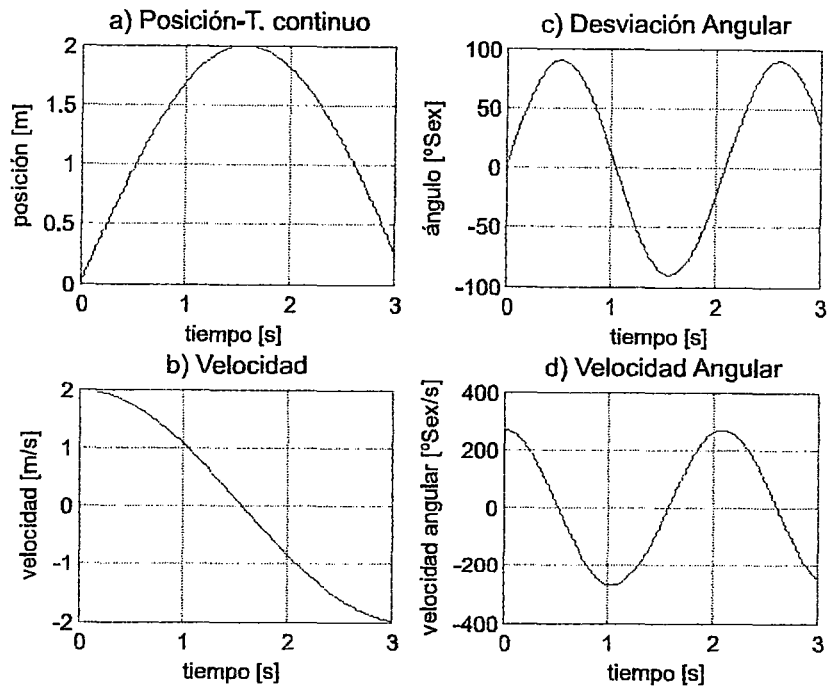 a) Posición-T. continuo
2
1.5
1
0.5
0
posición [m]
0 1 2 3
tiempo [s]
c) Desviación Angular
100
50
0
-50
-100
ángulo [ºSex]
0 1 2 3
tiempo [s]
b) Velocidad
2
1
0
-1
-2
velocidad [m/s]
0 1 2 3
tiempo [s]
d) Velocidad Angular
400
200
0
-200
-400
velocidad angular [ºSex/s]
0 1 2 3
tiempo [s]